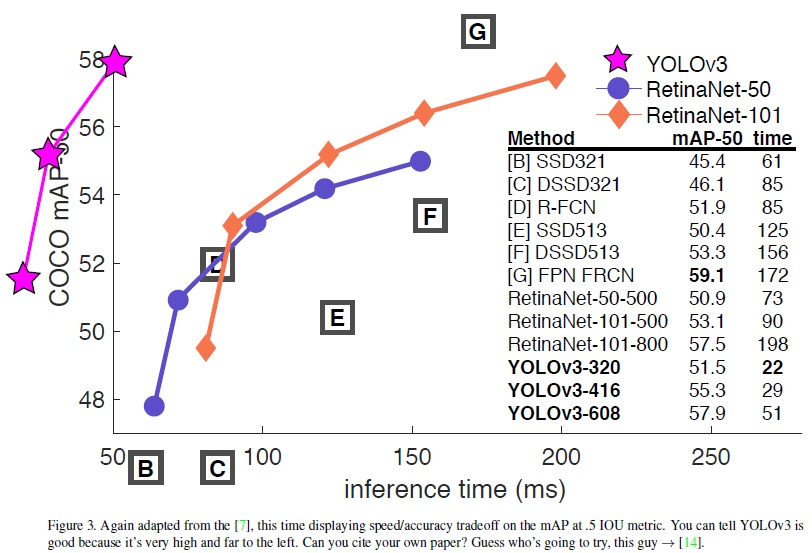 G
58
YOLOv3
RetinaNet-50
RetinaNet-101
56
Method mAP-50 time
[B] SSD321 45.4 61
[C] DSSD321 46.1 85
[D] R-FCN 51.9 85
[E] SSD513 50.4 125
[F] DSSD513 53.3 156
[G] FPN FRCN 59.1 172
RetinaNet-50-500 50.9 73
RetinaNet-101-500 53.1 90
RetinaNet-101-800 57.5 198
YOLOv3-320 51.5 22
YOLOv3-416 55.3 29
YOLOv3-608 57.9 51
COCO mAP-50
54
F
52
D
E
50
48
B
C
50 100 150 200 250
inference time (ms)
Figure 3. Again adapted from the [7], this time displaying speed/accuracy tradeoff on the mAP at .5 IOU metric. You can tell YOLOv3 is
good because it's very high and far to the left. Can you cite your own paper? Guess who's going to try, this guy → [14].